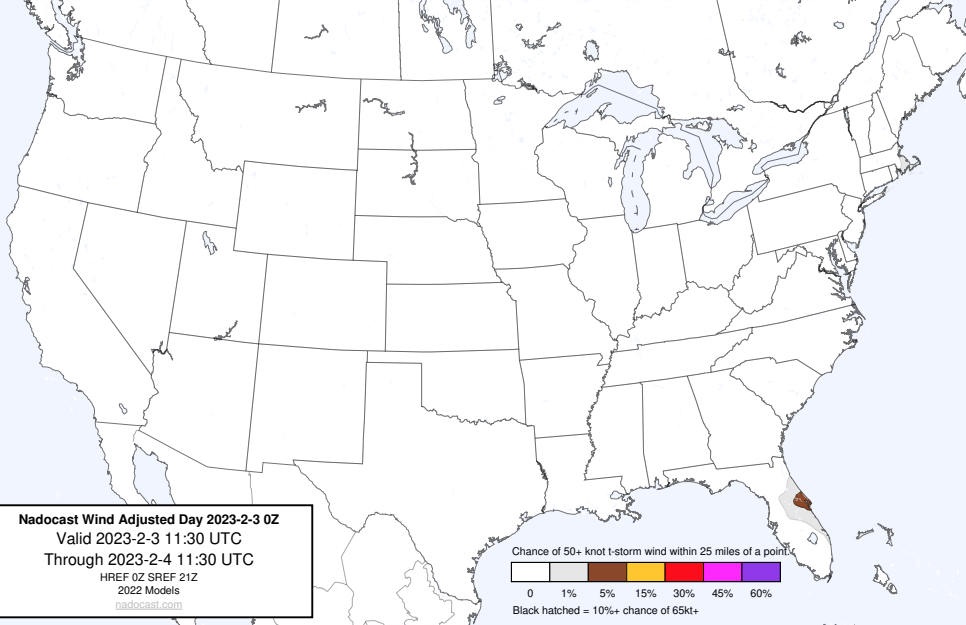 Nadocast Wind Adjusted Day 2023-2-3 0Z
Valid 2023-2-3 11:30 UTC
Through 2023-2-4 11:30 UTC
HREF 0Z SREF 21Z
2022 Models
nadocast.com
Chance of 50+ knot t-storm wind within 25 miles of a point.
0 1% 5% 15% 30% 45% 60%
Black hatched = 10%+ chance of 65kt+